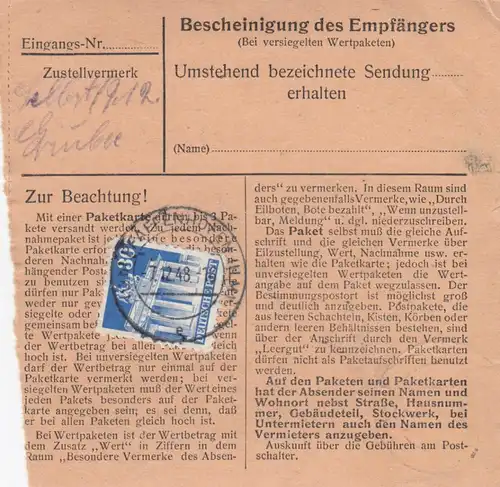 Eingangs-Nr.
Zustellvermerk
Bescheinigung des Empfängers
(Bei versiegelten Wertpaketen)
Umstehend bezeichnete Sendung
erhalten
(Name)
Zur Beachtung!
Mit einer Paketkarte dürfen bis 3 Pa-
kete versandt werden. Zu jedem Nach-
nahmepaket ist
Paketkarte
deren Nachnahme
hängender
zu benutzen
dürfen nur
weder nur
siegelte oder
gemeinsam
Werte Wertpakete
hoch ist. Bei unversiegelten Wertpaketen
darf der Wertbetrag nur einmal auf der
Paketkarte vermerkt werden; bei ver-
siegelten Wertpaketen muß der Wert eines
jeden Pakets besonders auf der Paket-
karte angegeben sein; es sei denn, daß
er bei allen Paketen gleich hoch ist.
Bei Wertpaketen ist der Wertbetrag mit
dem Zusatz „Wert" in Ziffern in dem
Raum „Besondere Vermerke des Absen-
80
DEUTSCHE POST
12.48
ders" zu vermerken. In diesem Raum sind
auch gegebenenfalls Vermerke, wie „Durch
Eilboten, Bote bezahlt", „Wenn unzustell-
bar, Meldung" u. dgl. niederzuschreiben.
Das Paket selbst muß die gleiche Auf-
schrift und die gleichen Vermerke über
Eilzustellung, Wert, Nachnahme usw. er-
halten wie die Paketkarte; jedoch ist bei
unversiegelten Wertpaketen die Wert-
angabe auf dem Paket wegzulassen. Der
Bestimmungspostort ist möglichst groß
und deutlich anzugeben. Postpakete, die
aus leeren Schachteln, Kisten, Körben oder
andern leeren Behältnissen bestehen, sind
über der Anschrift durch den Vermerk
„Leergut" zu kennzeichnen. Paketkarten
dürfen nicht als Paketaufschriften benutzt
werden.
Auf den Paketen und Paketkarten
hat der Absender seinen Namen und
Wohnort nebst Straße, Hausnum-
mer, Gebäudeteil, Stockwerk, bei
Untermietern auch den Namen des
Vermieters anzugeben.
Auskunft über die Gebühren am Post-
schalter.